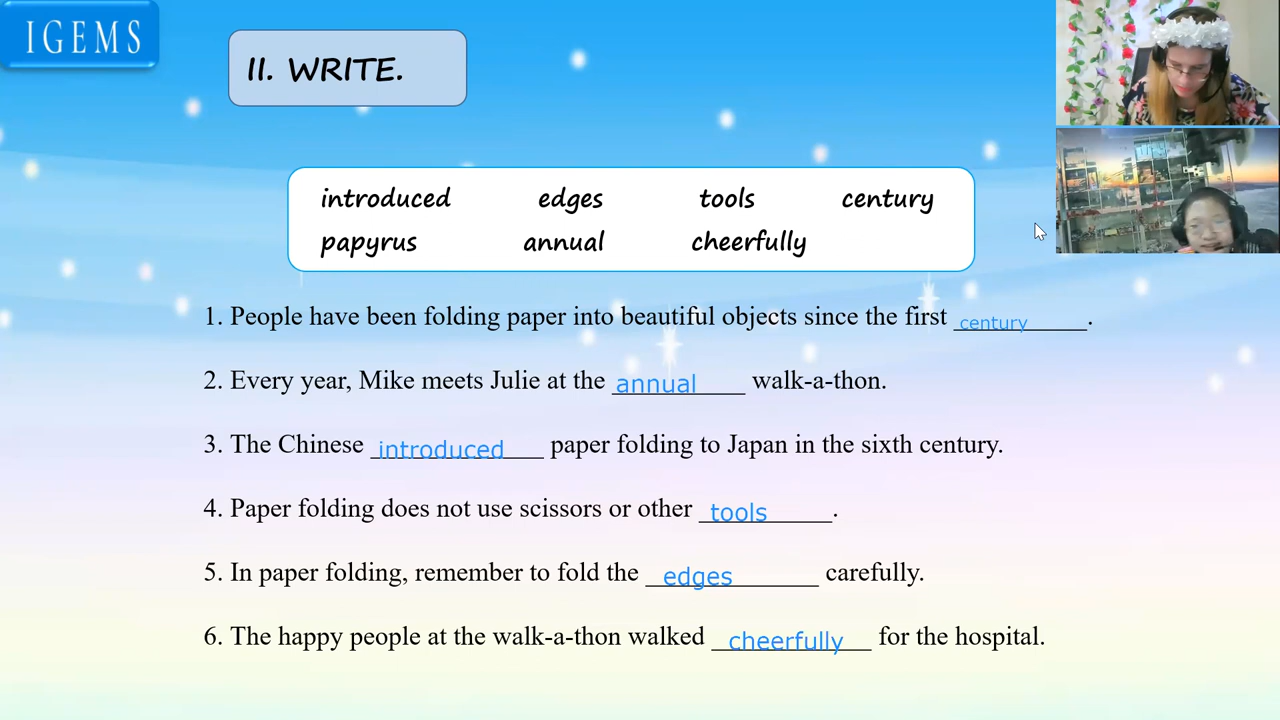 IGEMS
II. WRITE.
introduced edges tools century
papyrus annual cheerfully
1. People have been folding paper into beautiful objects since the first century.
2. Every year, Mike meets Julie at the annual walk-a-thon.
3. The Chinese introduced paper folding to Japan in the sixth century.
4. Paper folding does not use scissors or other tools.
5. In paper folding, remember to fold the edges carefully.
6. The happy people at the walk-a-thon walked cheerfully for the hospital.